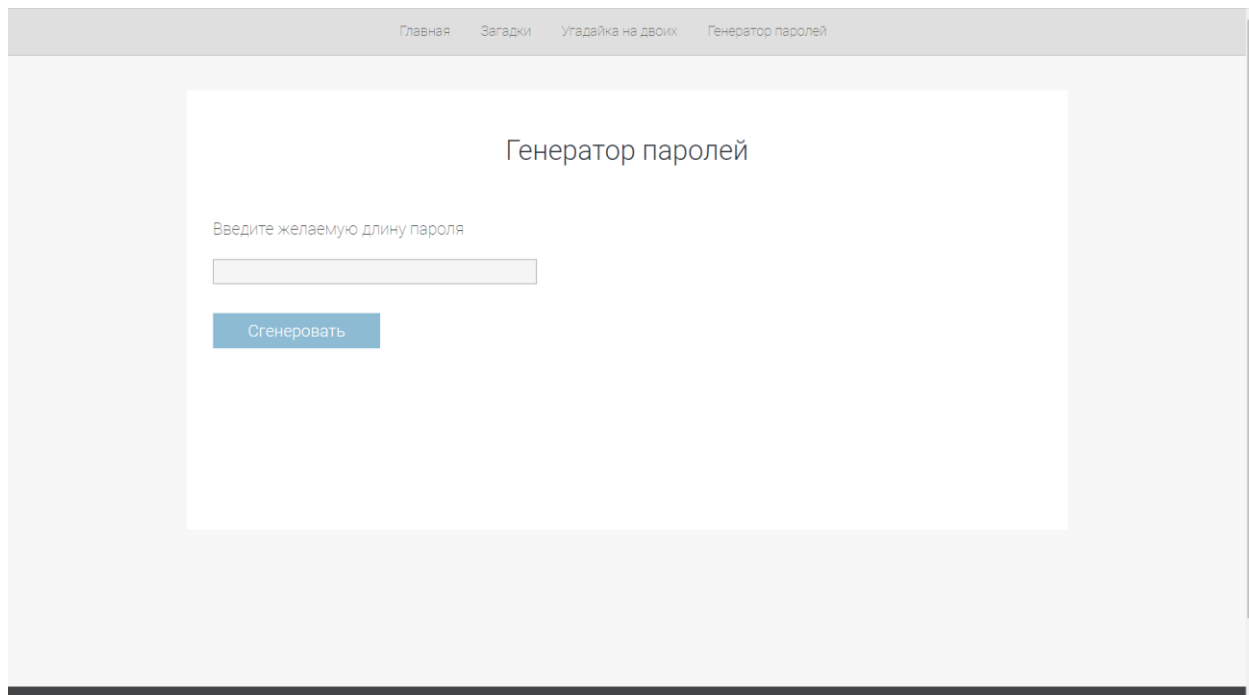 Главная Загадки Угадайка на двоих Генератор паролей
Генератор паролей
Введите желаемую длину пароля
Сгенеровать